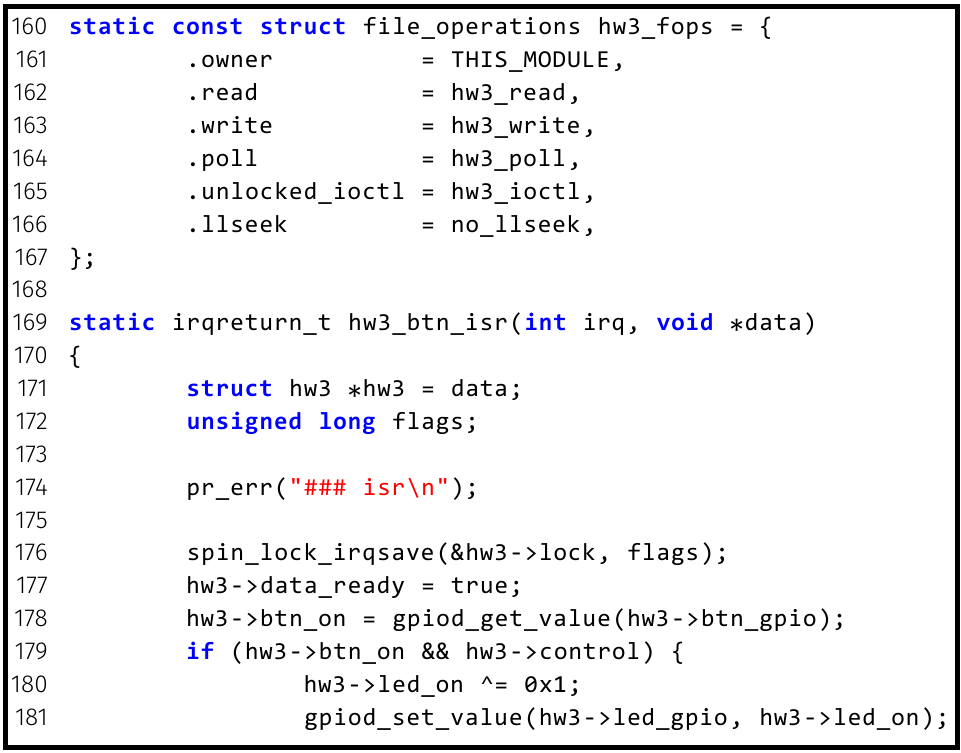 160 static const struct file_operations hw3_fops = {
161         .owner          = THIS_MODULE,
162         .read           = hw3_read,
163         .write          = hw3_write,
164         .poll           = hw3_poll,
165         .unlocked_ioctl = hw3_ioctl,
166         .llseek         = no_llseek,
167 };
168
169 static irqreturn_t hw3_btn_isr(int irq, void *data)
170 {
171         struct hw3 *hw3 = data;
172         unsigned long flags;
173
174         pr_err("### isr\n");
175
176         spin_lock_irqsave(&hw3->lock, flags);
177         hw3->data_ready = true;
178         hw3->btn_on = gpiod_get_value(hw3->btn_gpio);
179         if (hw3->btn_on && hw3->control) {
180                 hw3->led_on ^= 0x1;
181                 gpiod_set_value(hw3->led_gpio, hw3->led_on);